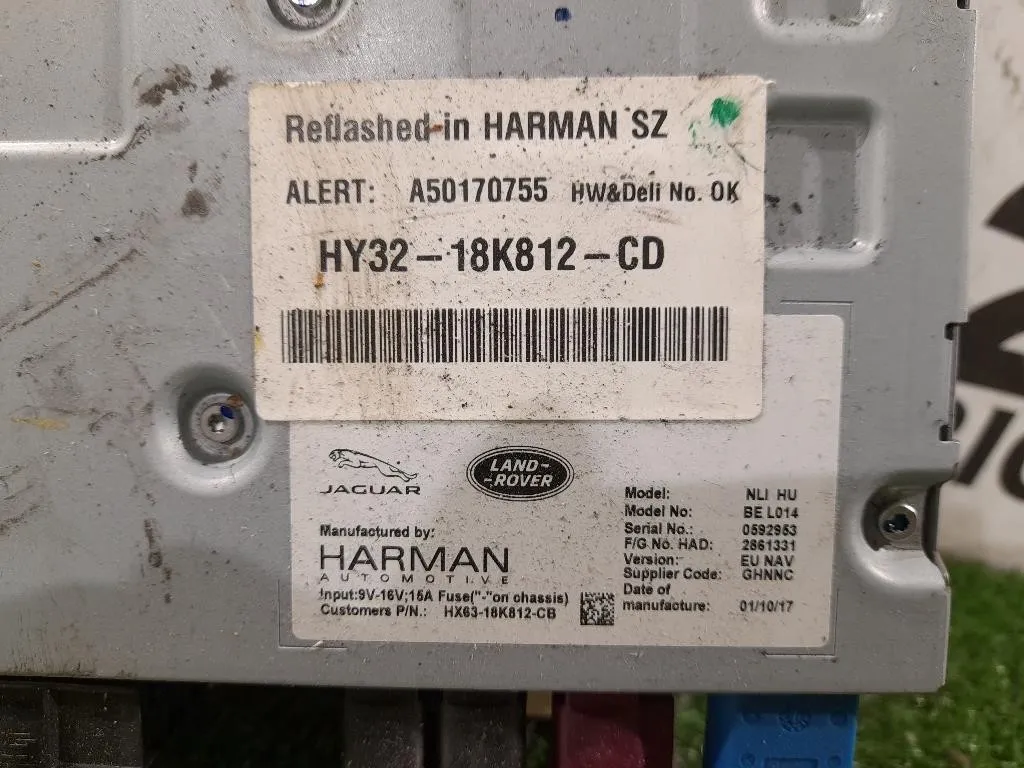 Reflashed in HARMAN SZ
ALERT: A50170755 HW&Deli No. OK
HY32-18K812-CD
JAGUAR
LAND-
-ROVER
Manufactured by:
HARMAN
AUTOMOTIVE
Input:9V-16V;15A Fuse("-"on chassis)
Customers P/N.: HX63-18K812-CB
Model: NLI HU
Model No: BE L014
Serial No.: 0592953
F/G No. HAD: 2861331
Version: EU NAV
Supplier Code: GHNNC
Date of
manufacture: 01/10/17